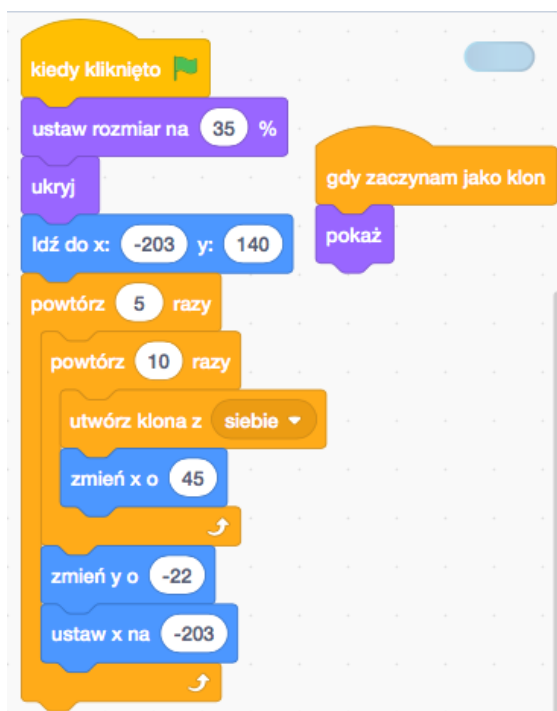 kiedy kliknięto
ustaw rozmiar na 35 %
ukryj
Idź do x: -203 y: 140
powtórz 5 razy
powtórz 10 razy
utwórz klona z siebie
zmień x o 45
zmień y o -22
ustaw x na -203
gdy zaczynam jako klon
pokaż